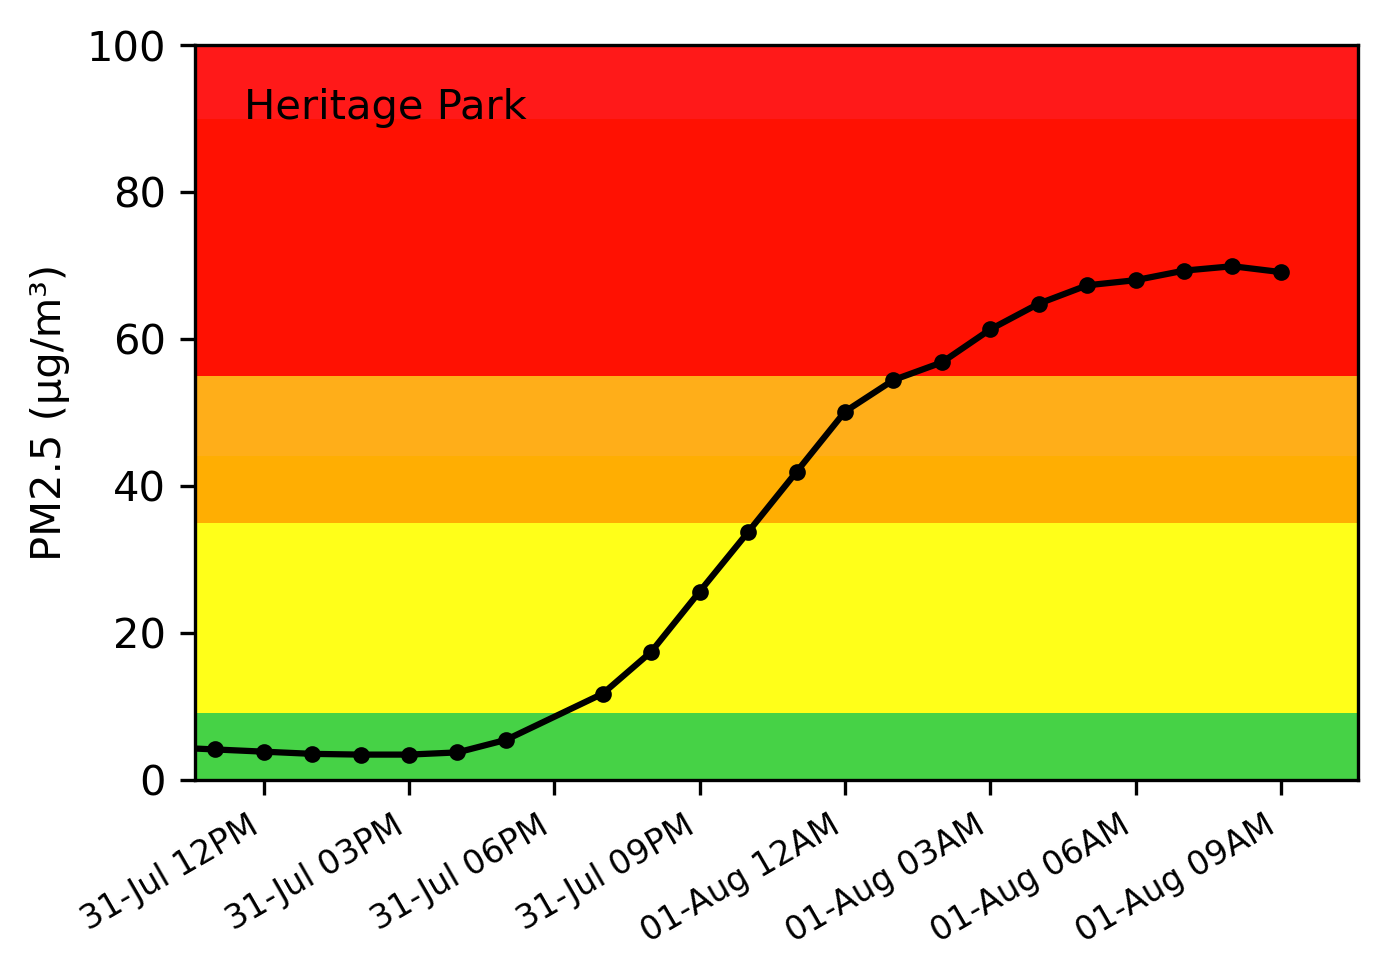 Heritage Park
PM2.5 (µg/m³)
100
80
60
40
20
0
31-Jul 12PM
31-Jul 03PM
31-Jul 06PM
31-Jul 09PM
01-Aug 12AM
01-Aug 03AM
01-Aug 06AM
01-Aug 09AM